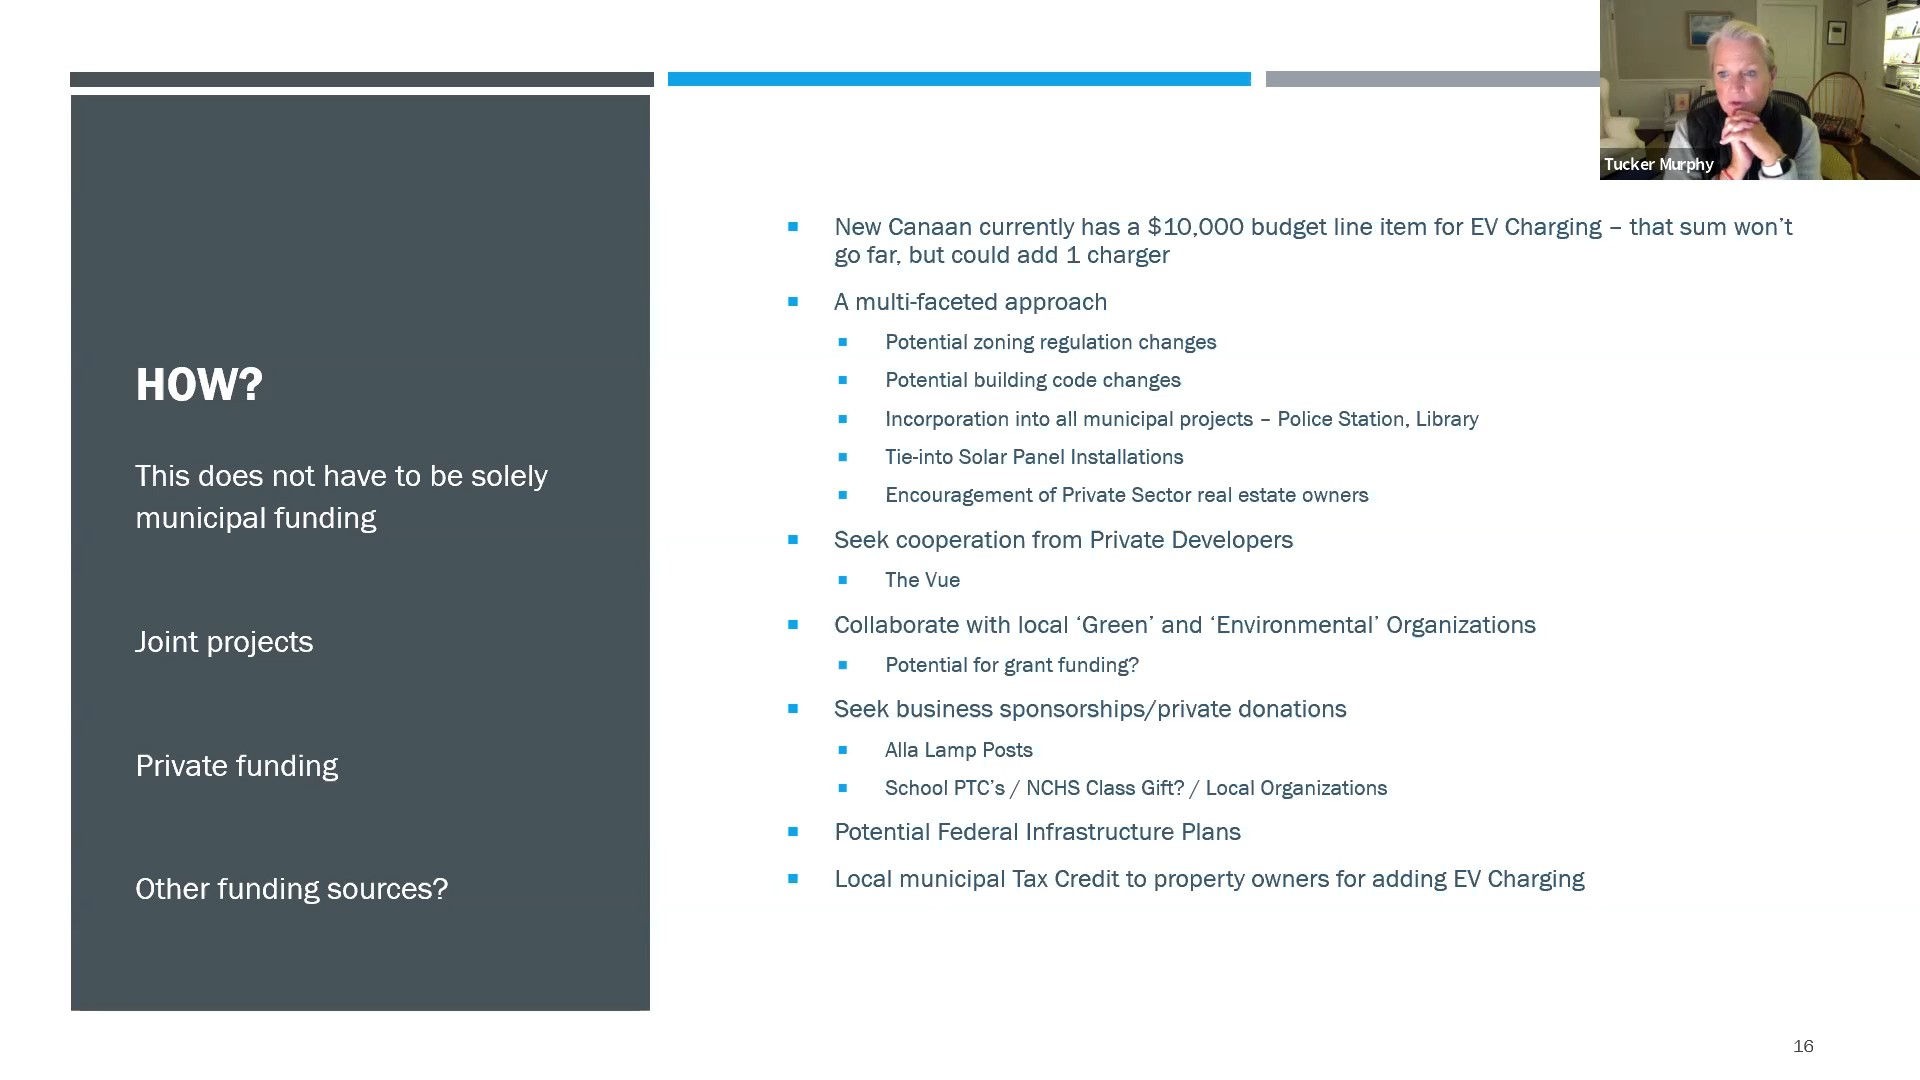 HOW?
This does not have to be solely
municipal funding
Joint projects
Private funding
Other funding sources?
Tucker Murphy
New Canaan currently has a $10,000 budget line item for EV Charging – that sum won’t
go far, but could add 1 charger
A multi-faceted approach
Potential zoning regulation changes
Potential building code changes
Incorporation into all municipal projects – Police Station, Library
Tie-into Solar Panel Installations
Encouragement of Private Sector real estate owners
Seek cooperation from Private Developers
The Vue
Collaborate with local ‘Green’ and ‘Environmental’ Organizations
Potential for grant funding?
Seek business sponsorships/private donations
Alla Lamp Posts
School PTC’s / NCHS Class Gift? / Local Organizations
Potential Federal Infrastructure Plans
Local municipal Tax Credit to property owners for adding EV Charging
16